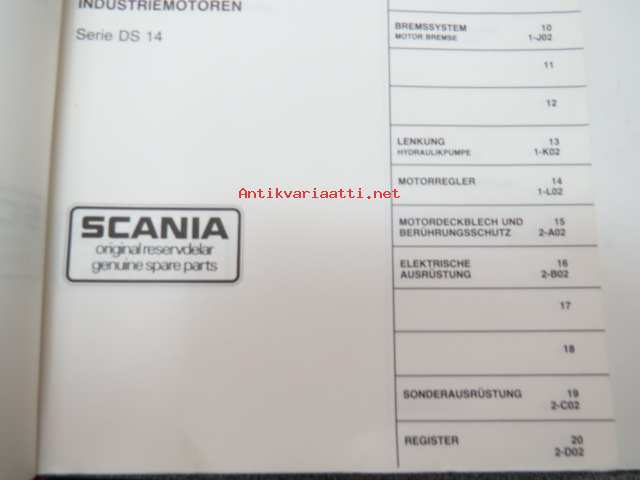 INDUSTRIEMOTOREN
Serie DS 14
SCANIA
original reservdelar
genuine spare parts
BREMSSYSTEM 10
MOTOR BREMSE 1-J02
11
12
LENKUNG 13
HYDRAULIKPUMPE 1-K02
MOTORREGLER 14
1-L02
MOTORDECKBLECH UND 15
BERÜHRUNGSSCHUTZ 2-A02
ELEKTRISCHE 16
AUSRÜSTUNG 2-B02
17
18
SONDERAUSRÜSTUNG 19
2-C02
REGISTER 20
2-D02
Antikvariaatti.net